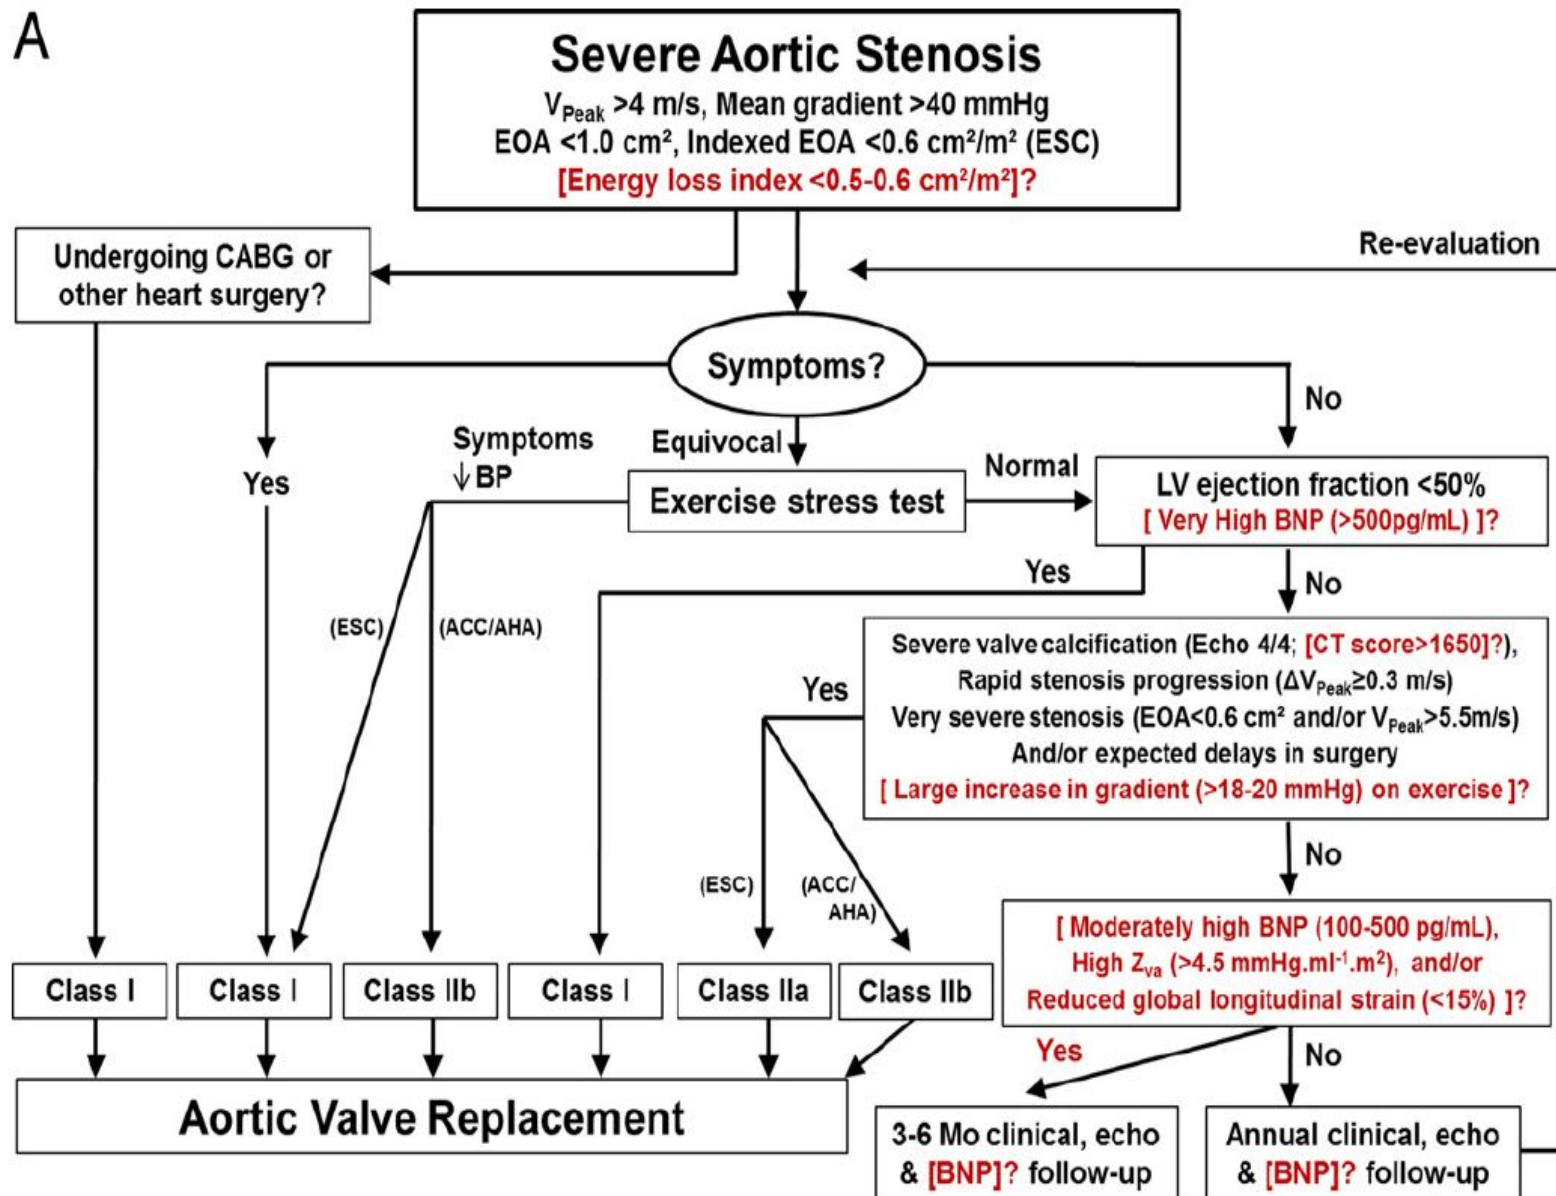 A
Severe Aortic Stenosis
V_Peak >4 m/s, Mean gradient >40 mmHg
EOA <1.0 cm², Indexed EOA <0.6 cm²/m² (ESC)
[Energy loss index <0.5-0.6 cm²/m²]?
Undergoing CABG or
other heart surgery?
Re-evaluation
Symptoms?
No
Yes
Symptoms
↓ BP
Equivocal
Exercise stress test
Normal
LV ejection fraction <50%
[ Very High BNP (>500pg/mL) ]?
Yes
No
(ESC)
(ACC/AHA)
Severe valve calcification (Echo 4/4; [CT score>1650]?),
Rapid stenosis progression (ΔV_Peak≥0.3 m/s)
Very severe stenosis (EOA<0.6 cm² and/or V_Peak>5.5m/s)
And/or expected delays in surgery
[ Large increase in gradient (>18-20 mmHg) on exercise ]?
Yes
No
(ESC)
(ACC/
AHA)
[ Moderately high BNP (100-500 pg/mL),
High Z_va (>4.5 mmHg.ml⁻¹.m²), and/or
Reduced global longitudinal strain (<15%) ]?
Class I
Class I
Class IIb
Class I
Class IIa
Class IIb
Yes
No
Aortic Valve Replacement
3-6 Mo clinical, echo
& [BNP]? follow-up
Annual clinical, echo
& [BNP]? follow-up